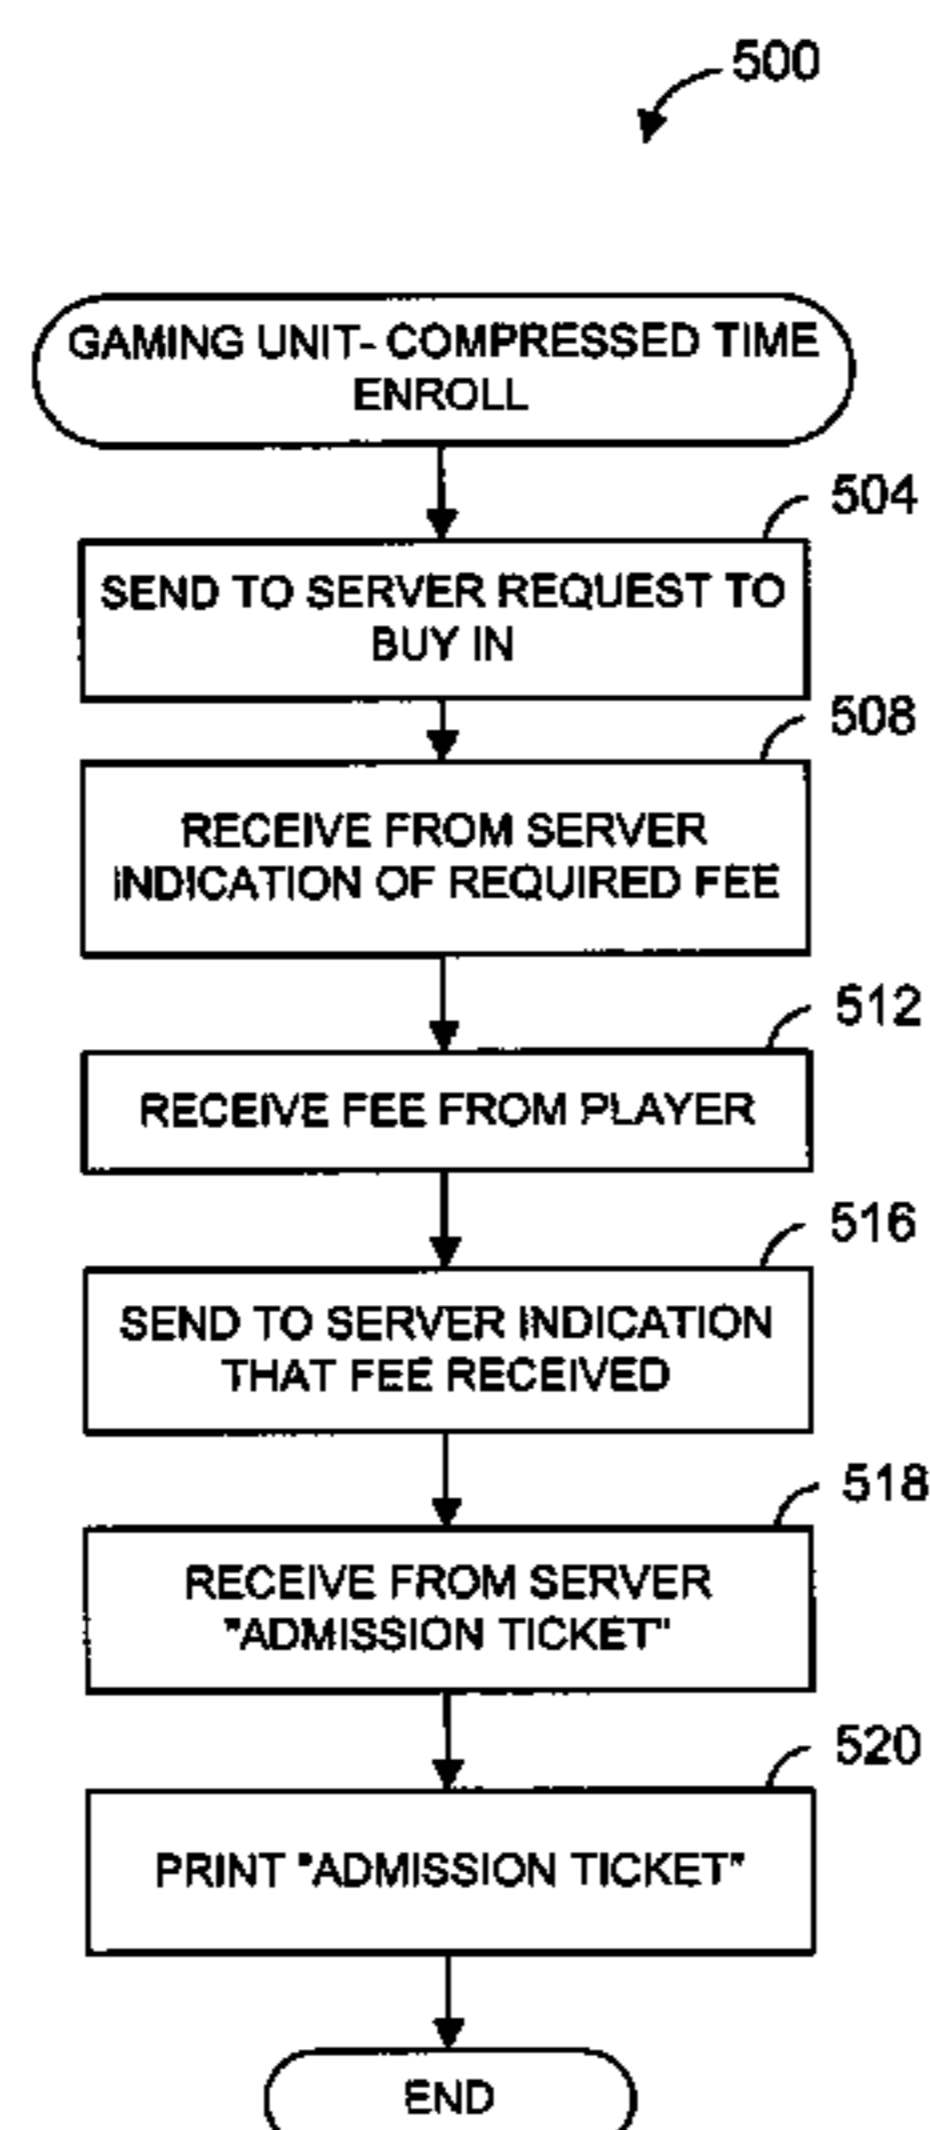 500
GAMING UNIT- COMPRESSED TIME
ENROLL
504
SEND TO SERVER REQUEST TO
BUY IN
508
RECEIVE FROM SERVER
INDICATION OF REQUIRED FEE
512
RECEIVE FEE FROM PLAYER
516
SEND TO SERVER INDICATION
THAT FEE RECEIVED
518
RECEIVE FROM SERVER
"ADMISSION TICKET"
520
PRINT "ADMISSION TICKET"
END